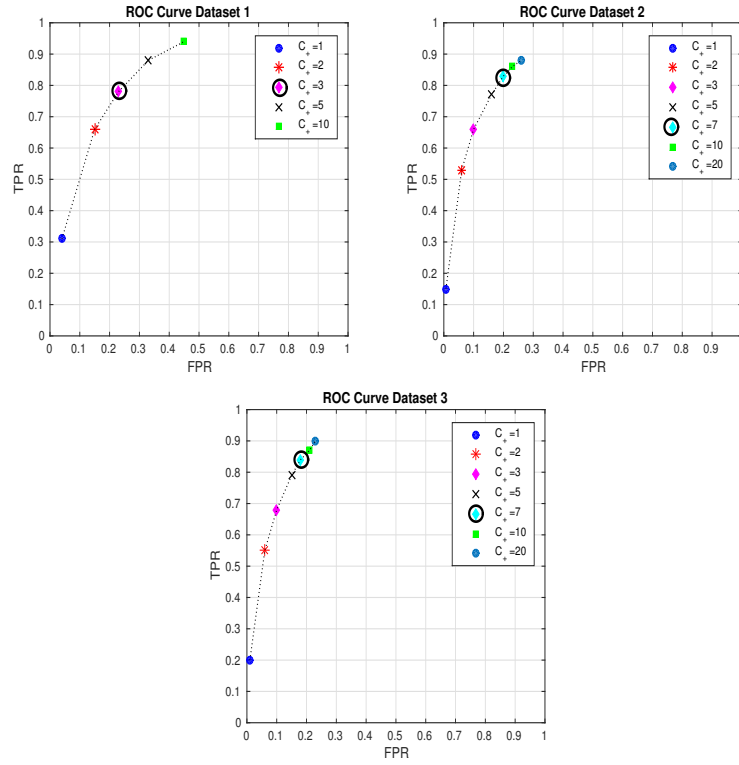 ROC Curve Dataset 1
1
0.9
0.8
0.7
0.6
0.5
0.4
0.3
0.2
0.1
0
TPR
0 0.1 0.2 0.3 0.4 0.5 0.6 0.7 0.8 0.9 1
FPR
C+=1
C+=2
C+=3
C+=5
C+=10
ROC Curve Dataset 2
1
0.9
0.8
0.7
0.6
0.5
0.4
0.3
0.2
0.1
0
TPR
0 0.1 0.2 0.3 0.4 0.5 0.6 0.7 0.8 0.9
FPR
C+=1
C+=2
C+=3
C+=5
C+=7
C+=10
C+=20
ROC Curve Dataset 3
1
0.9
0.8
0.7
0.6
0.5
0.4
0.3
0.2
0.1
0
TPR
0 0.1 0.2 0.3 0.4 0.5 0.6 0.7 0.8 0.9 1
FPR
C+=1
C+=2
C+=3
C+=5
C+=7
C+=10
C+=20